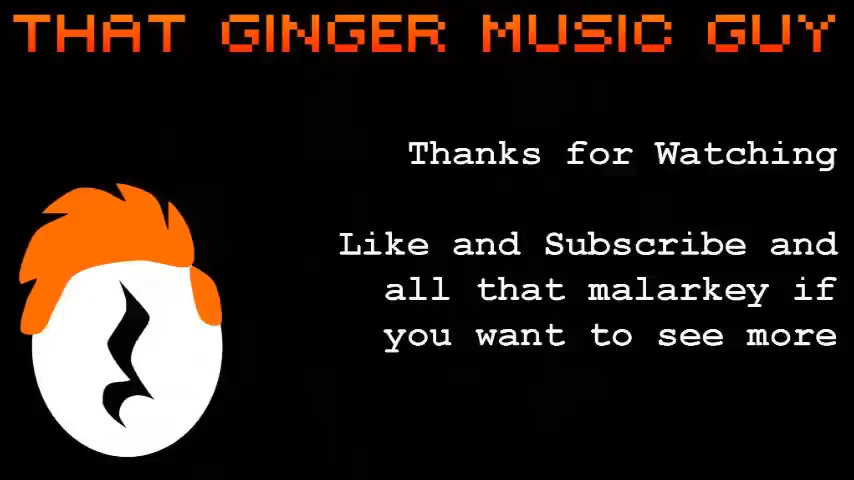 THAT GINGER MUSIC GUY
Thanks for Watching
Like and Subscribe and
all that malarkey if
you want to see more